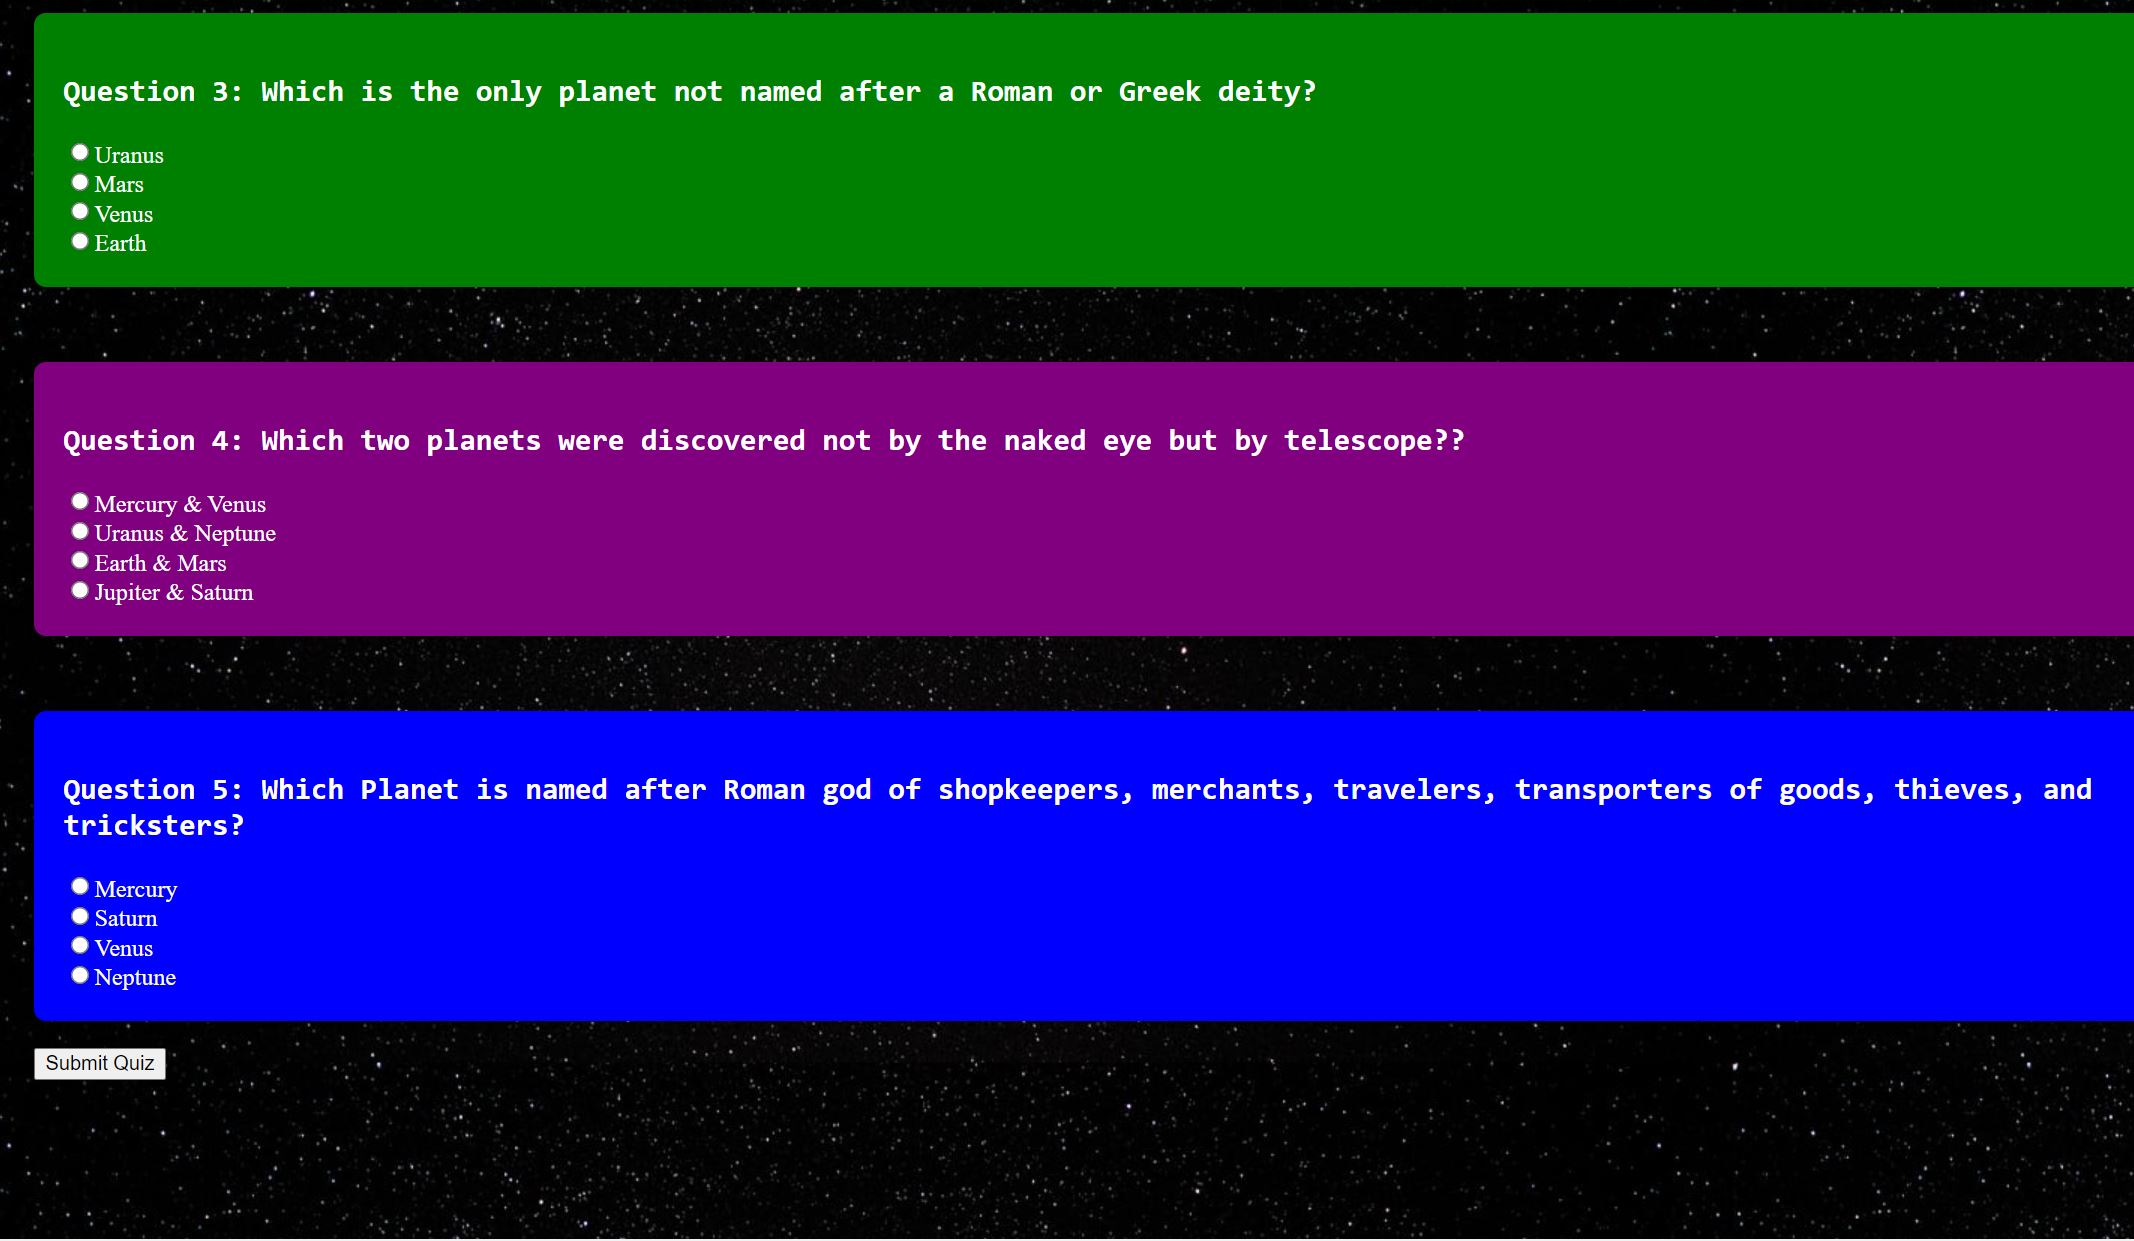 Question 3: Which is the only planet not named after a Roman or Greek deity?
Uranus
Mars
Venus
Earth
Question 4: Which two planets were discovered not by the naked eye but by telescope??
Mercury & Venus
Uranus & Neptune
Earth & Mars
Jupiter & Saturn
Question 5: Which Planet is named after Roman god of shopkeepers, merchants, travelers, transporters of goods, thieves, and
tricksters?
Mercury
Saturn
Venus
Neptune
Submit Quiz